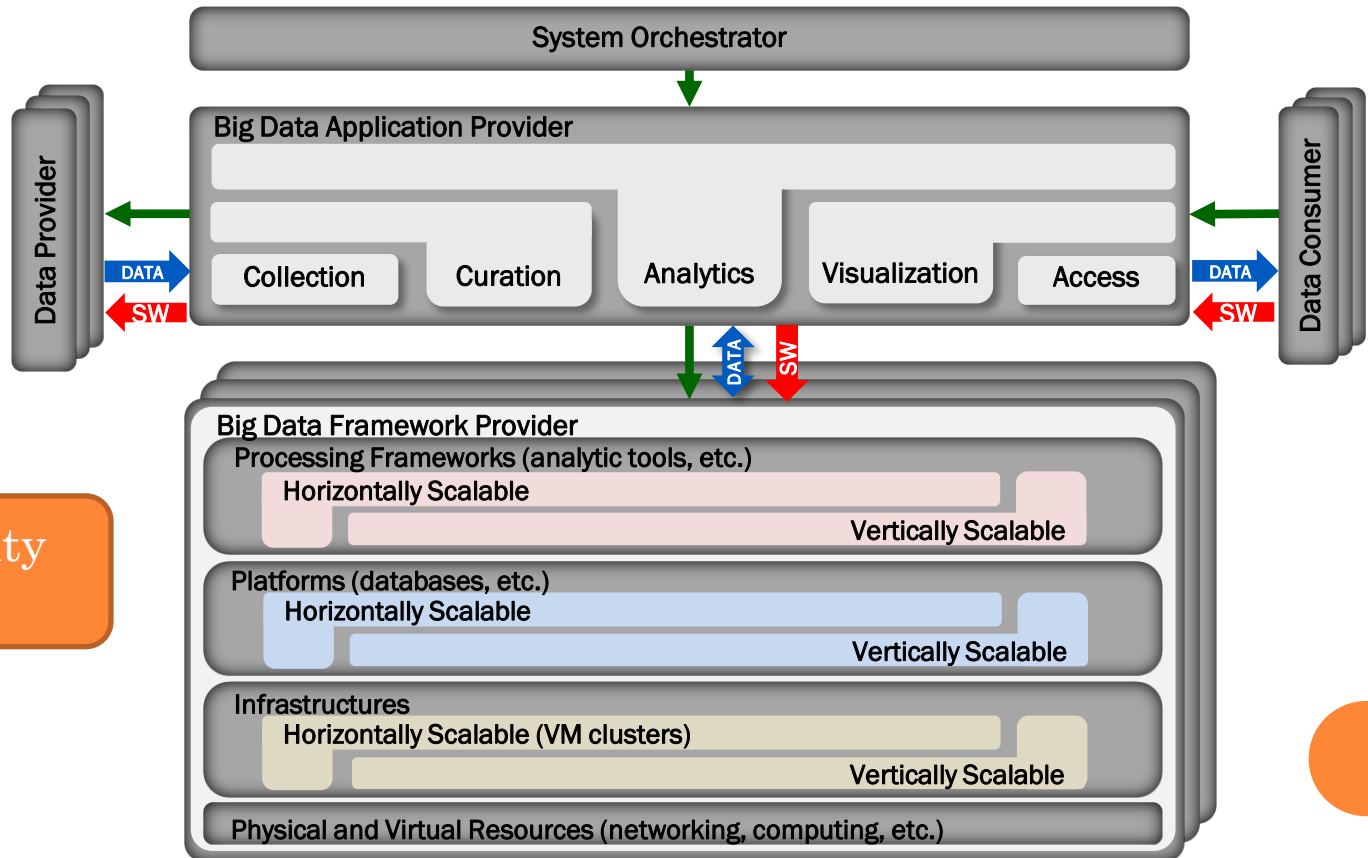 System Orchestrator
Big Data Application Provider
Data Provider
DATA
SW
Collection
Curation
Analytics
Visualization
Access
DATA
SW
Data Consumer
DATA
SW
Big Data Framework Provider
Processing Frameworks (analytic tools, etc.)
Horizontally Scalable
Vertically Scalable
Platforms (databases, etc.)
Horizontally Scalable
Vertically Scalable
Infrastructures
Horizontally Scalable (VM clusters)
Vertically Scalable
Physical and Virtual Resources (networking, computing, etc.)